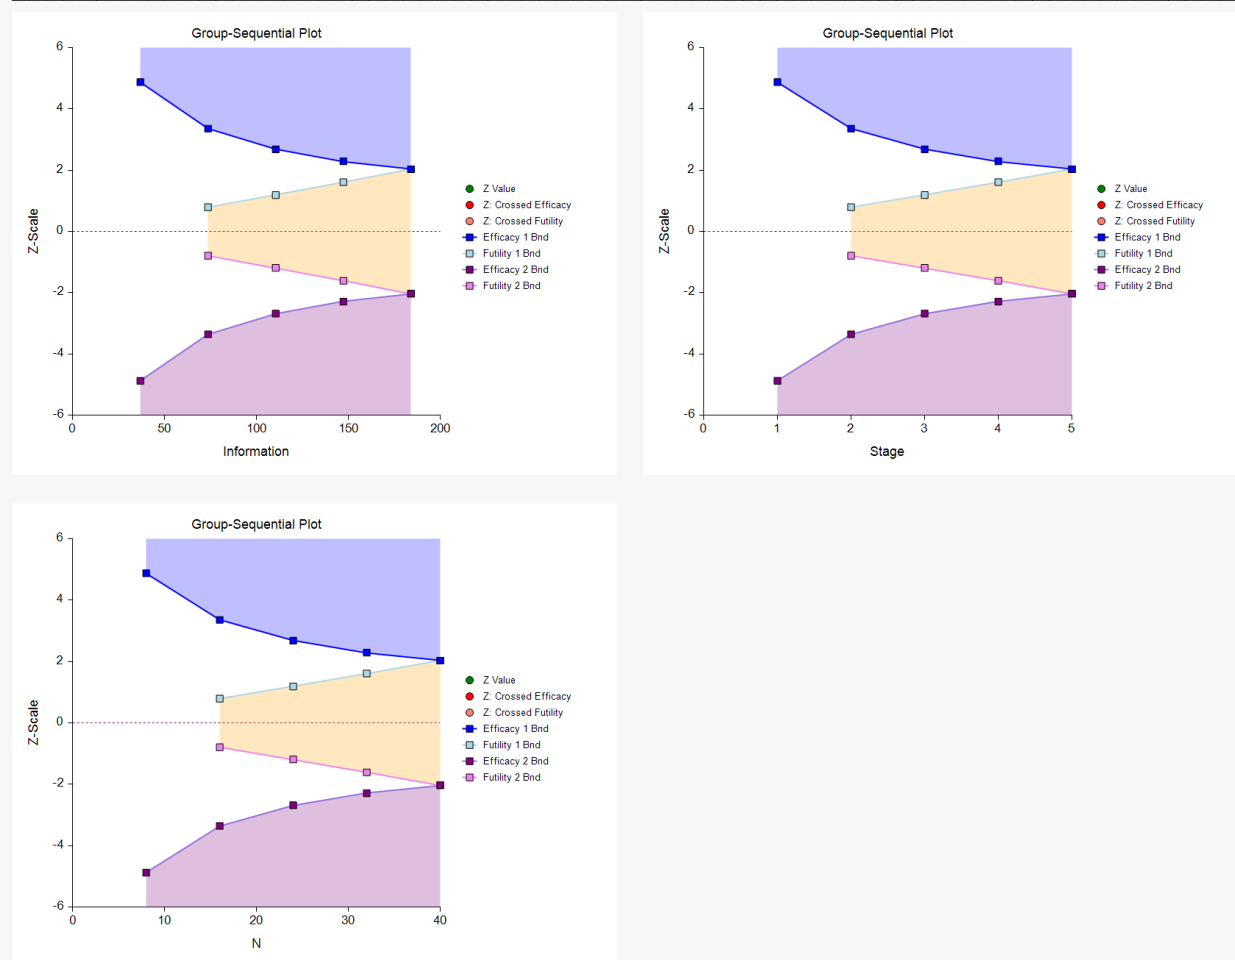 Group-Sequential Plot
6
4
2
0
-2
-4
-6
Z-Scale
0
50
100
150
200
Information
Z Value
Z: Crossed Efficacy
Z: Crossed Futility
Efficacy 1 Bnd
Futility 1 Bnd
Efficacy 2 Bnd
Futility 2 Bnd
Group-Sequential Plot
6
4
2
0
-2
-4
-6
Z-Scale
0
1
2
3
4
5
Stage
Z Value
Z: Crossed Efficacy
Z: Crossed Futility
Efficacy 1 Bnd
Futility 1 Bnd
Efficacy 2 Bnd
Futility 2 Bnd
Group-Sequential Plot
6
4
2
0
-2
-4
-6
Z-Scale
0
10
20
30
40
N
Z Value
Z: Crossed Efficacy
Z: Crossed Futility
Efficacy 1 Bnd
Futility 1 Bnd
Efficacy 2 Bnd
Futility 2 Bnd